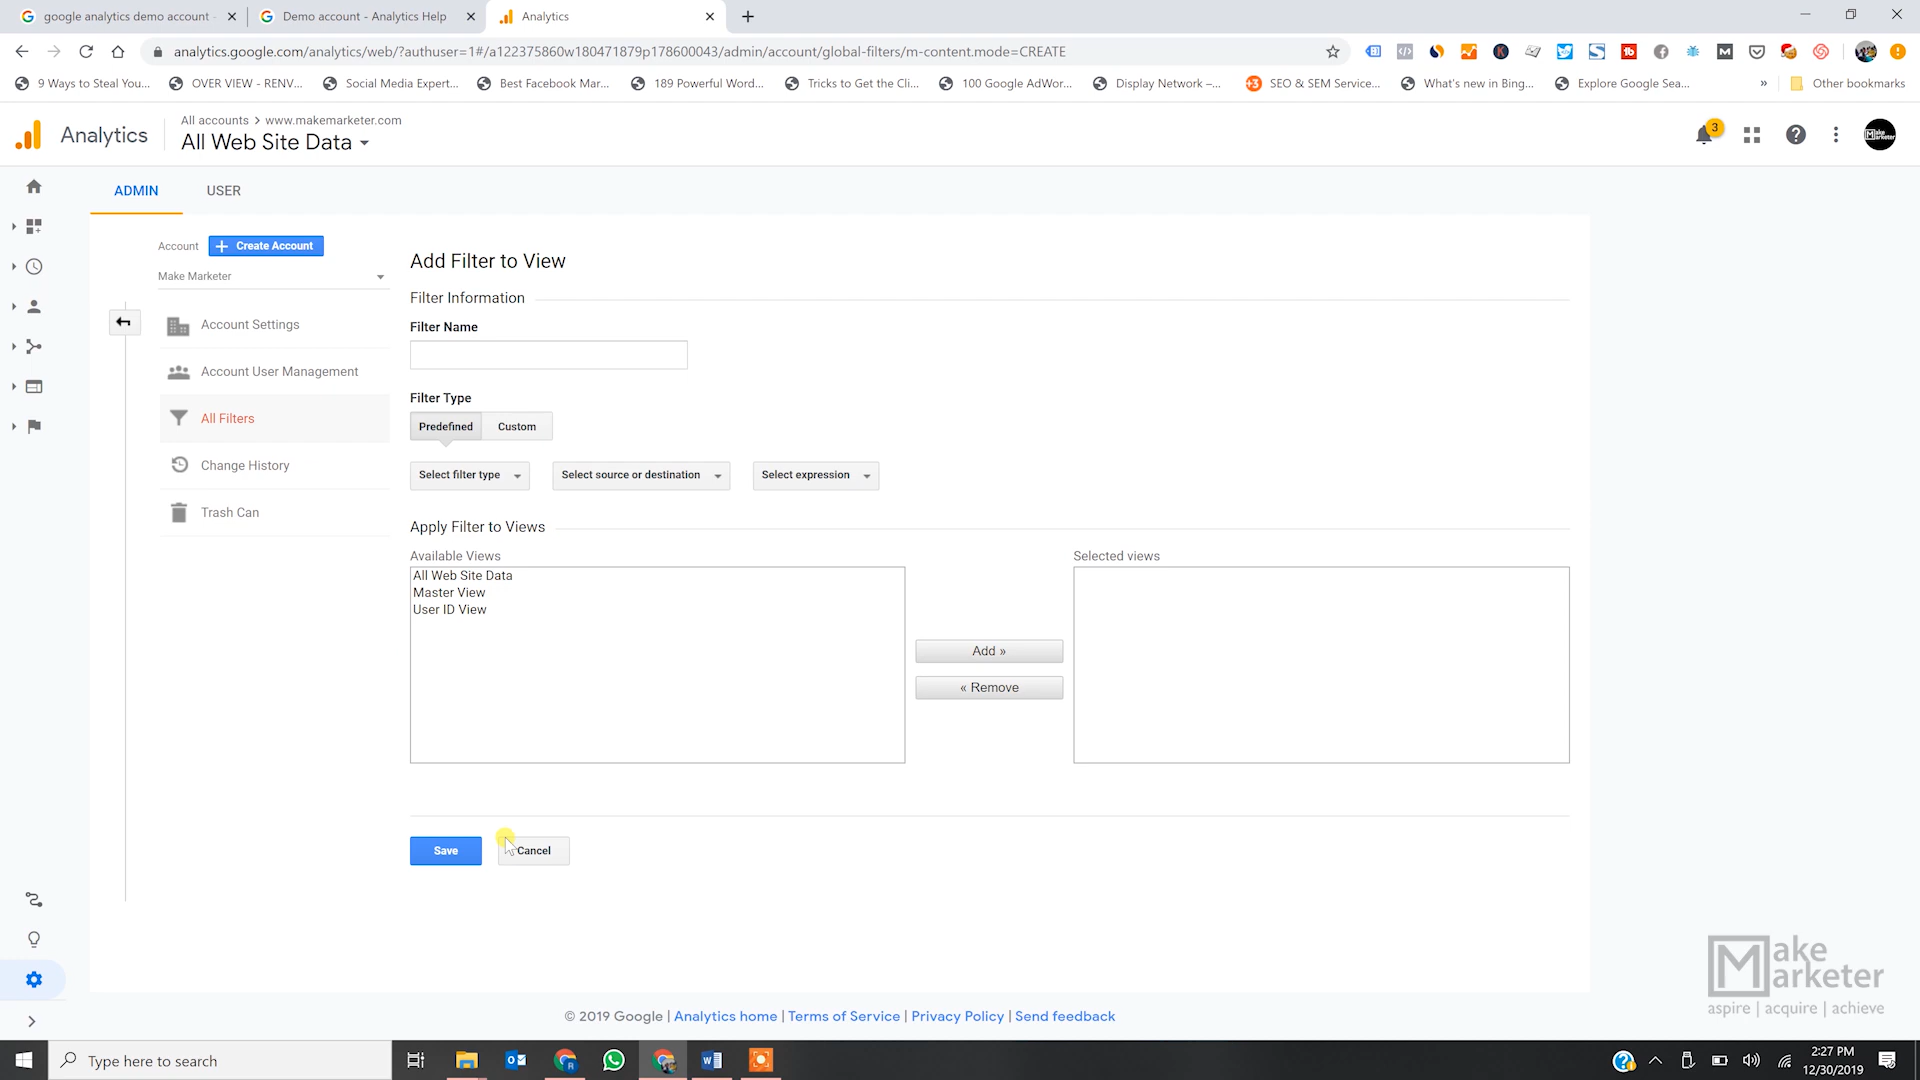 google analytics demo account -
Demo account - Analytics Help
Analytics
analytics.google.com/analytics/web/?authuser=1#/a122375860w180471879p178600043/admin/account/global-filters/m-content.mode=CREATE
9 Ways to Steal You...
OVER VIEW - RENV...
Social Media Expert...
Best Facebook Mar...
189 Powerful Word...
Tricks to Get the Cli...
100 Google AdWor...
Display Network –...
SEO & SEM Service...
What's new in Bing...
Explore Google Sea...
»
Other bookmarks
Analytics
All accounts > www.makemarketer.com
All Web Site Data
3
ADMIN
USER
Account
Create Account
Make Marketer
Account Settings
Account User Management
All Filters
Change History
Trash Can
Add Filter to View
Filter Information
Filter Name
Filter Type
Predefined
Custom
Select filter type
Select source or destination
Select expression
Apply Filter to Views
Available Views
Selected views
All Web Site Data
Master View
User ID View
Add »
« Remove
Save
Cancel
Make
Marketer
aspire | acquire | achieve
© 2019 Google | Analytics home | Terms of Service | Privacy Policy | Send feedback
Type here to search
2:27 PM
12/30/2019